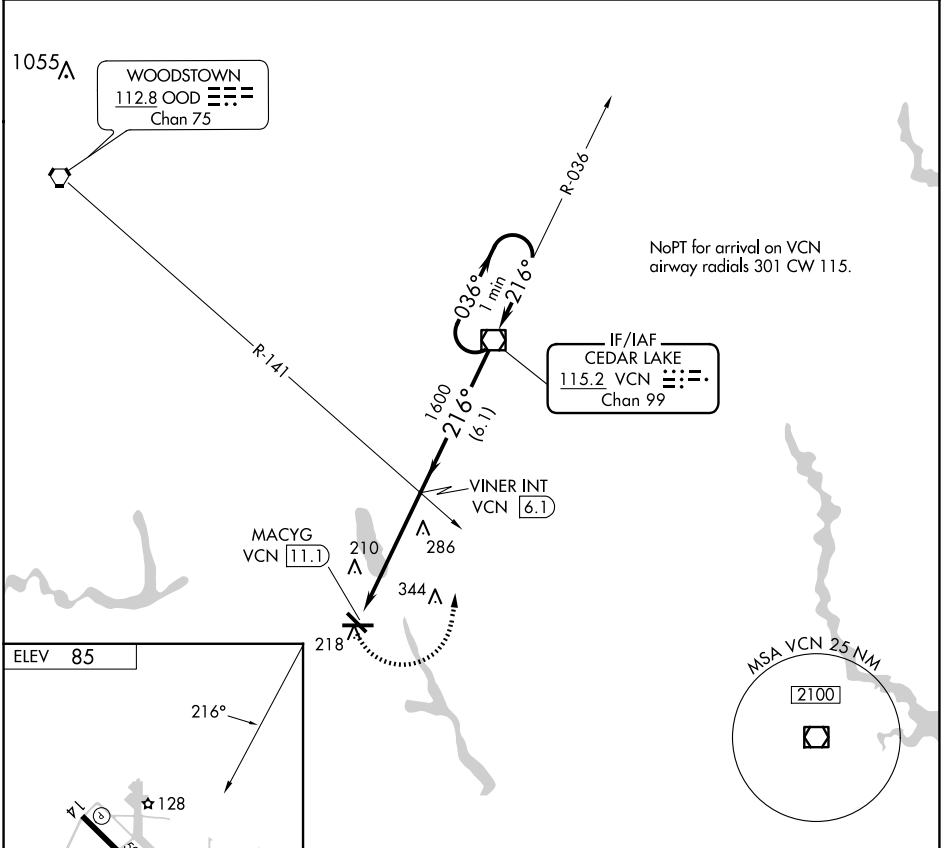 1055
WOODSTOWN
112.8 OOD
Chan 75
R-036
NoPT for arrival on VCN
airway radials 301 CW 115.
036°
1 min
216°
IF/IAF
CEDAR LAKE
115.2 VCN
Chan 99
R-141
1600
216°
(6.1)
VINER INT
VCN 6.1
MACYG
VCN 11.1
210
286
344
218
ELEV 85
216°
128
14
MSA VCN 25 NM
2100
P